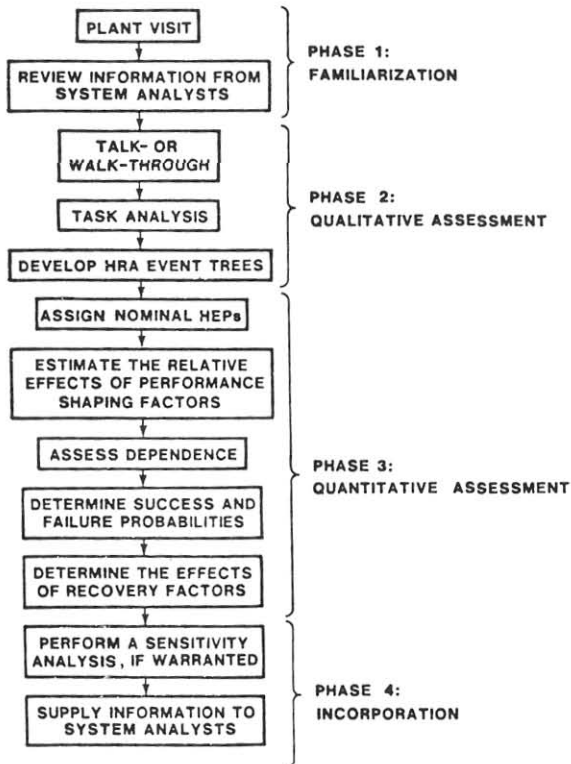 PLANT VISIT
PHASE 1:
FAMILIARIZATION
REVIEW INFORMATION FROM
SYSTEM ANALYSTS
TALK- OR
WALK-THROUGH
PHASE 2:
QUALITATIVE ASSESSMENT
TASK ANALYSIS
DEVELOP HRA EVENT TREES
ASSIGN NOMINAL HEPs
ESTIMATE THE RELATIVE
EFFECTS OF PERFORMANCE
SHAPING FACTORS
ASSESS DEPENDENCE
PHASE 3:
QUANTITATIVE ASSESSMENT
DETERMINE SUCCESS AND
FAILURE PROBABILITIES
DETERMINE THE EFFECTS
OF RECOVERY FACTORS
PERFORM A SENSITIVITY
ANALYSIS, IF WARRANTED
PHASE 4:
INCORPORATION
SUPPLY INFORMATION TO
SYSTEM ANALYSTS